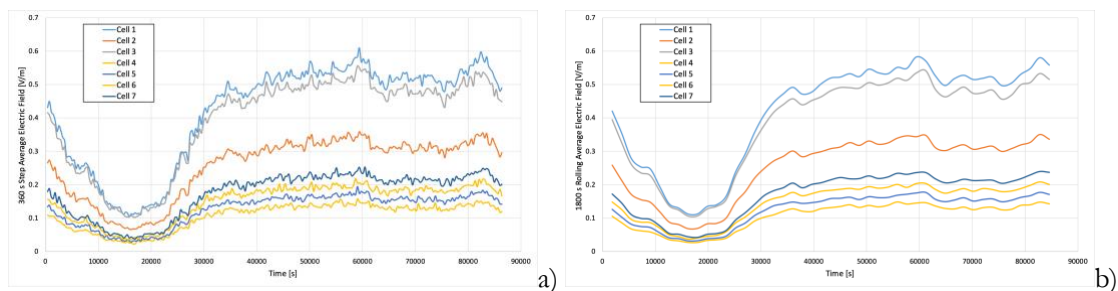 0.7
0.6
0.5
0.4
0.3
0.2
0.1
0
360 s Step Average Electric Field [V/m]
Cell 1
Cell 2
Cell 3
Cell 4
Cell 5
Cell 6
Cell 7
0 10000 20000 30000 40000 50000 60000 70000 80000 90000
Time [s]
a)
0.7
0.6
0.5
0.4
0.3
0.2
0.1
0
1800 s Rolling Average Electric Field [V/m]
Cell 1
Cell 2
Cell 3
Cell 4
Cell 5
Cell 6
Cell 7
0 10000 20000 30000 40000 50000 60000 70000 80000 90000
Time [s]
b)